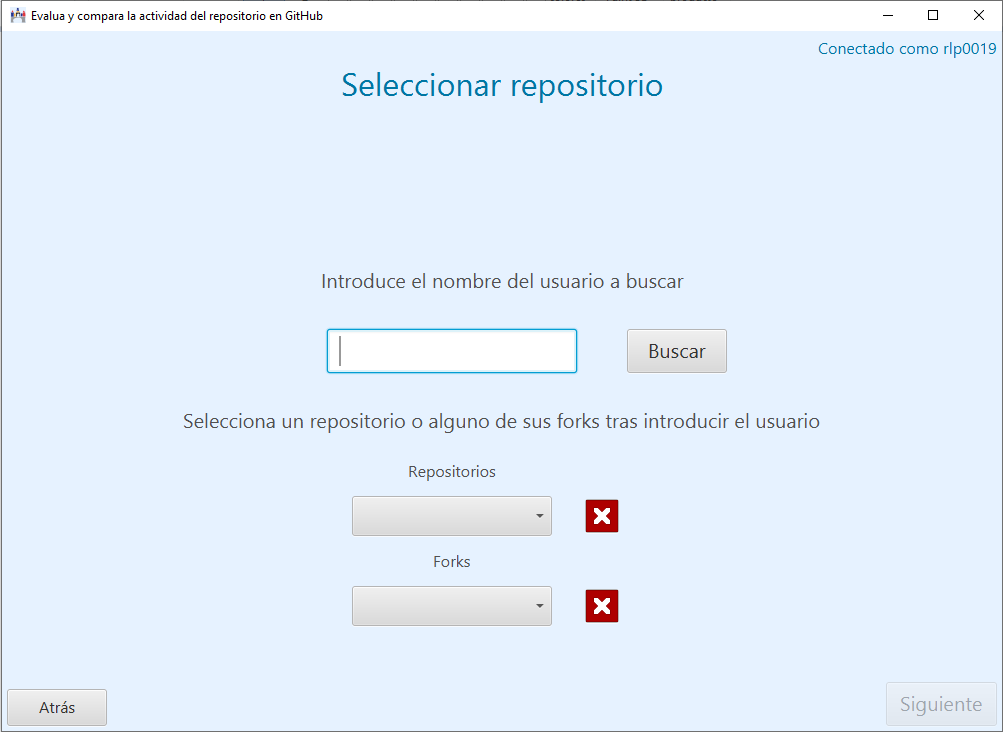 Evalua y compara la actividad del repositorio en GitHub
Conectado como rlp0019
Seleccionar repositorio
Introduce el nombre del usuario a buscar
Buscar
Selecciona un repositorio o alguno de sus forks tras introducir el usuario
Repositorios
Forks
Atrás
Siguiente